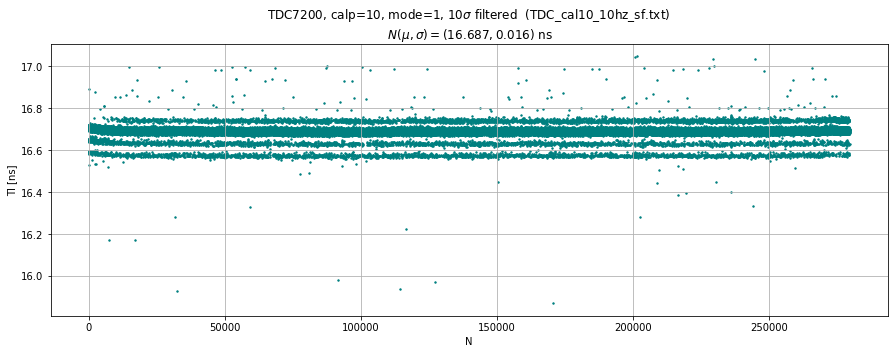 TDC7200, calp=10, mode=1, 10σ filtered (TDC_cal10_10hz_sf.txt)
N(μ, σ) = (16.687, 0.016) ns
17.0
16.8
16.6
16.4
16.2
16.0
TI [ns]
0 50000 100000 150000 200000 250000
N